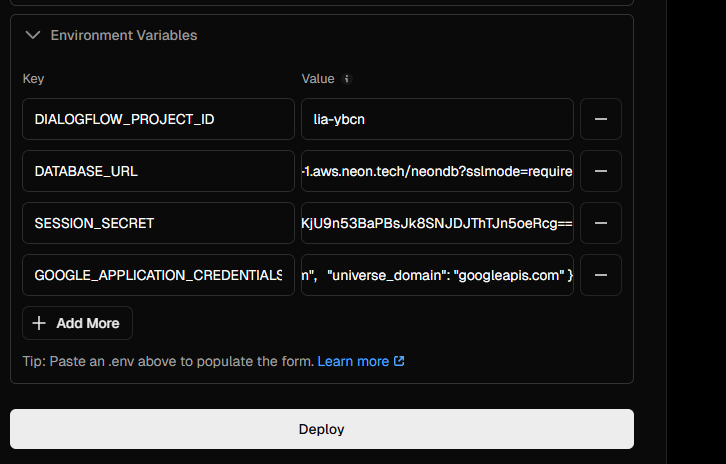 Environment Variables
Key Value i
DIALOGFLOW_PROJECT_ID lia-ybcn
DATABASE_URL -1.aws.neon.tech/neondb?sslmode=require
SESSION_SECRET KjU9n53BaPBsJk8SNJDJThTJn5oeRcg==
GOOGLE_APPLICATION_CREDENTIALS n", "universe_domain": "googleapis.com" }
Add More
Tip: Paste an .env above to populate the form. Learn more
Deploy